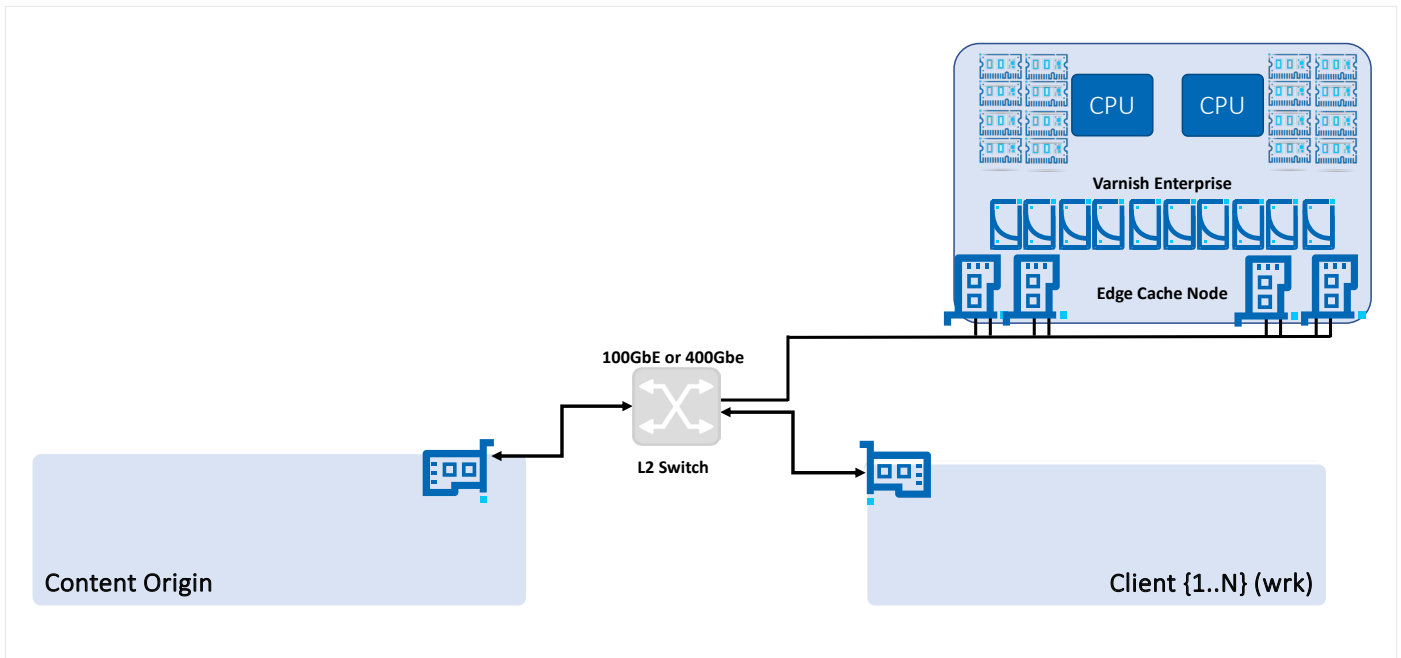 CPU
CPU
Varnish Enterprise
Edge Cache Node
100GbE or 400Gbe
L2 Switch
Content Origin
Client {1..N} (wrk)